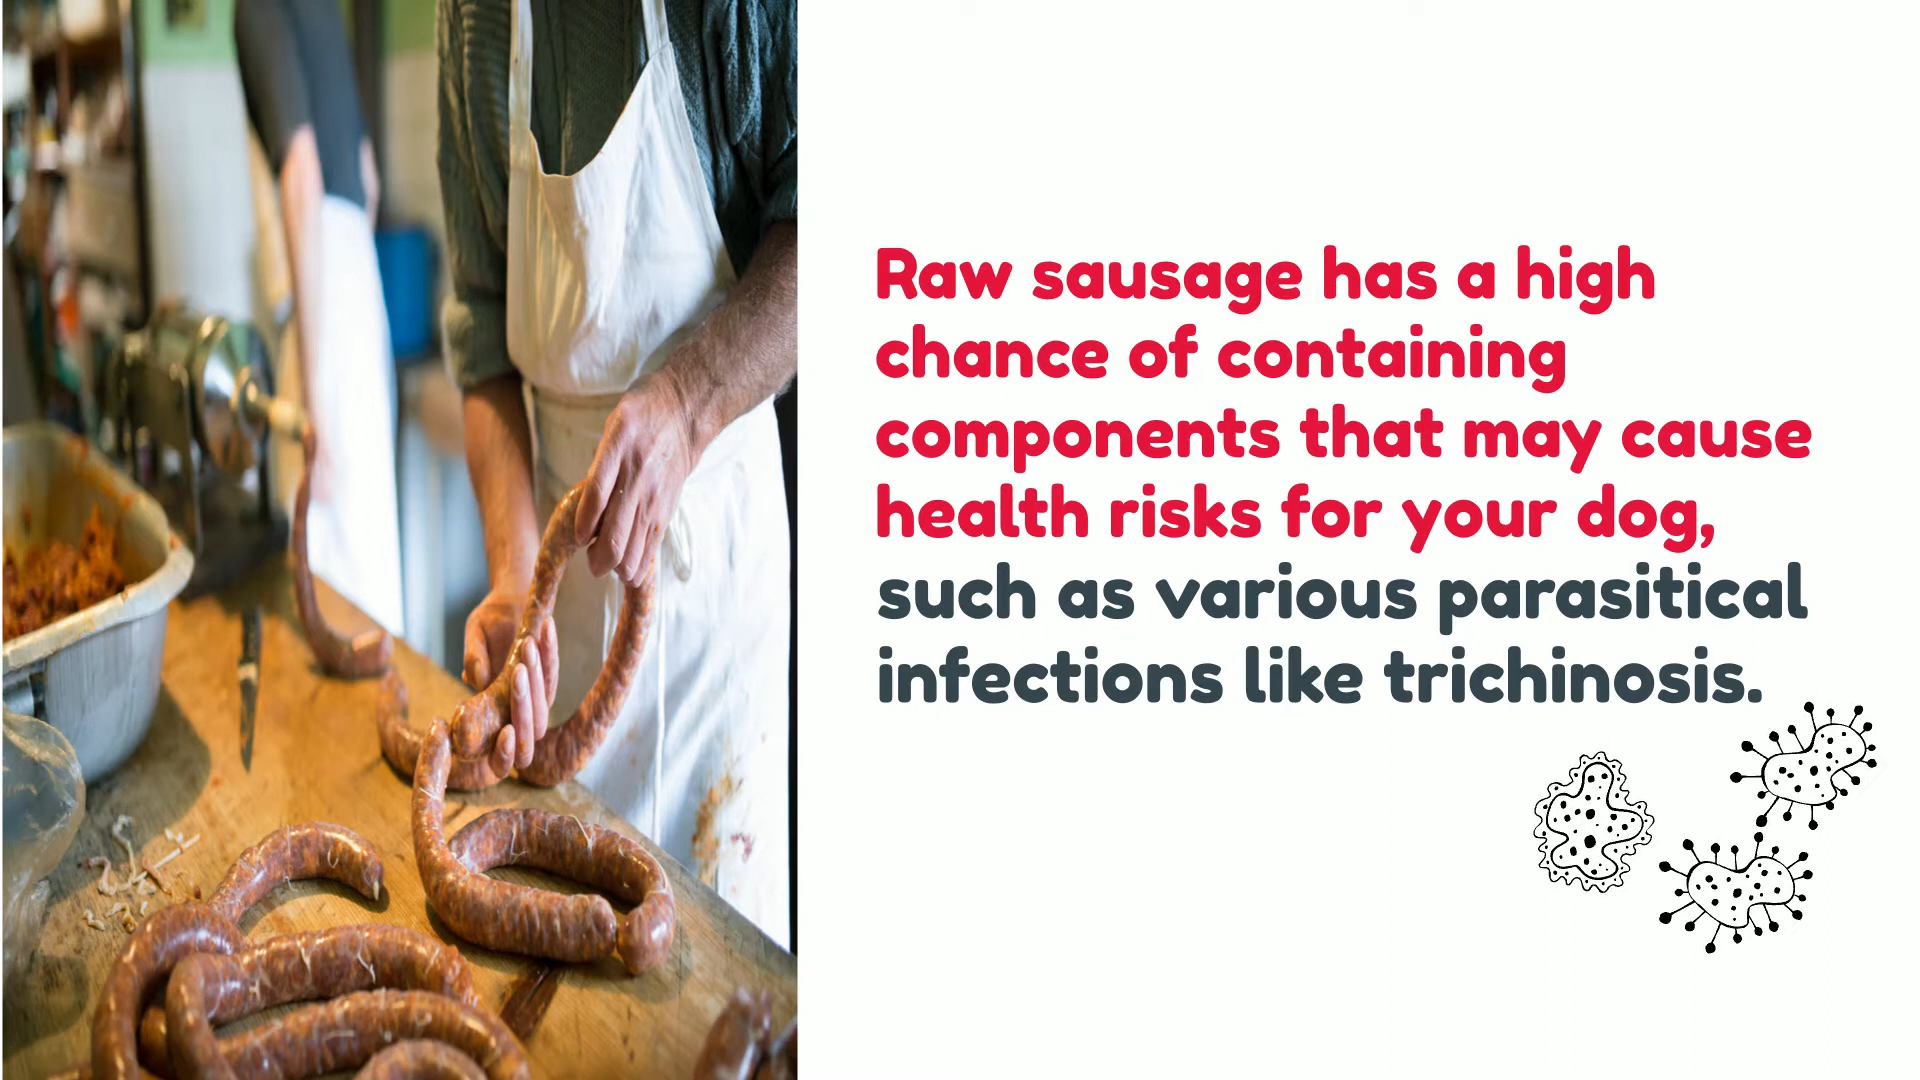 Raw sausage has a high
chance of containing
components that may cause
health risks for your dog,
such as various parasitical
infections like trichinosis.